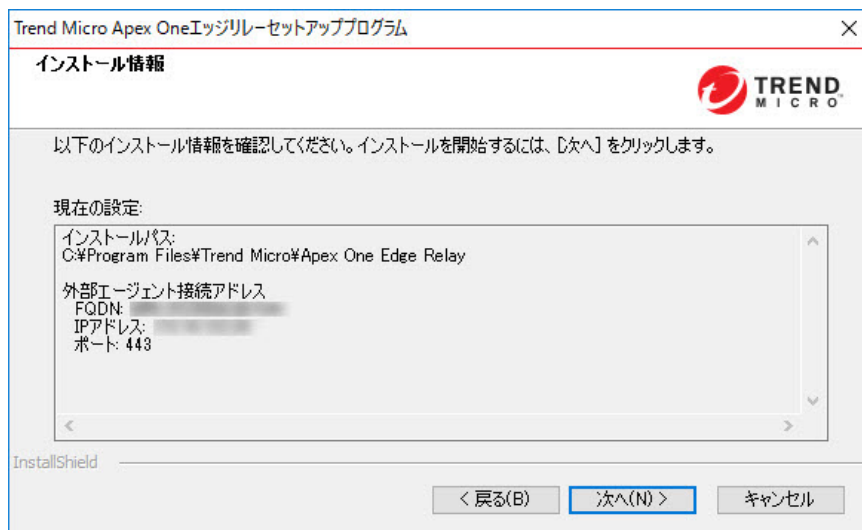 Trend Micro Apex Oneエッジリレーセットアッププログラム
インストール情報
TREND
MICRO
以下のインストール情報を確認してください。インストールを開始するには、[次へ] をクリックします。
現在の設定:
インストールパス:
C:¥Program Files¥Trend Micro¥Apex One Edge Relay
外部エージェント接続アドレス
FQDN:
IPアドレス:
ポート: 443
InstallShield
< 戻る(B)
次へ(N) >
キャンセル